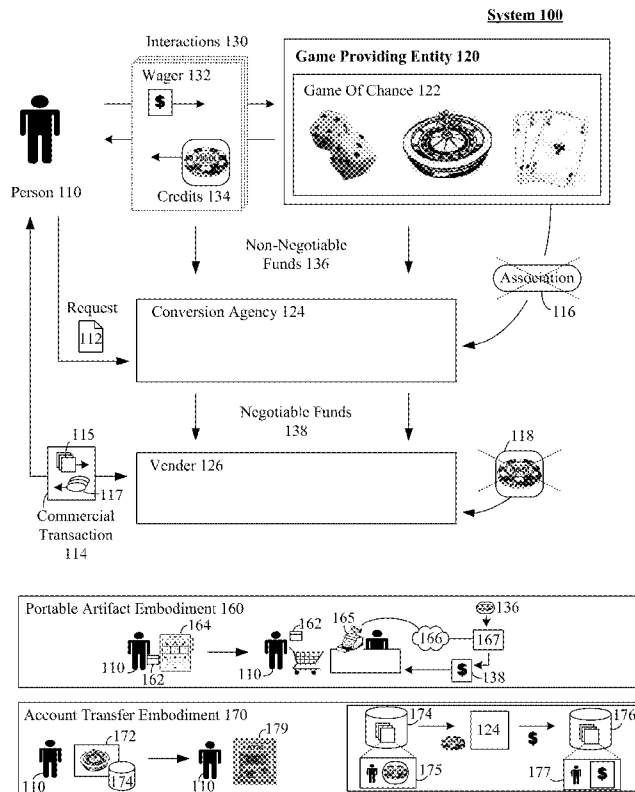 System 100
Interactions 130
Game Providing Entity 120
Wager 132
$
Game Of Chance 122
Credits 134
Person 110
Non-Negotiable
Funds 136
Association
116
Request
112
Conversion Agency 124
Negotiable Funds
138
115
Vender 126
118
117
Commercial
Transaction
114
Portable Artifact Embodiment 160
164
162
165
136
166
167
110
162
110
$
138
Account Transfer Embodiment 170
172
179
174
124
176
$
110
174
110
175
177
$